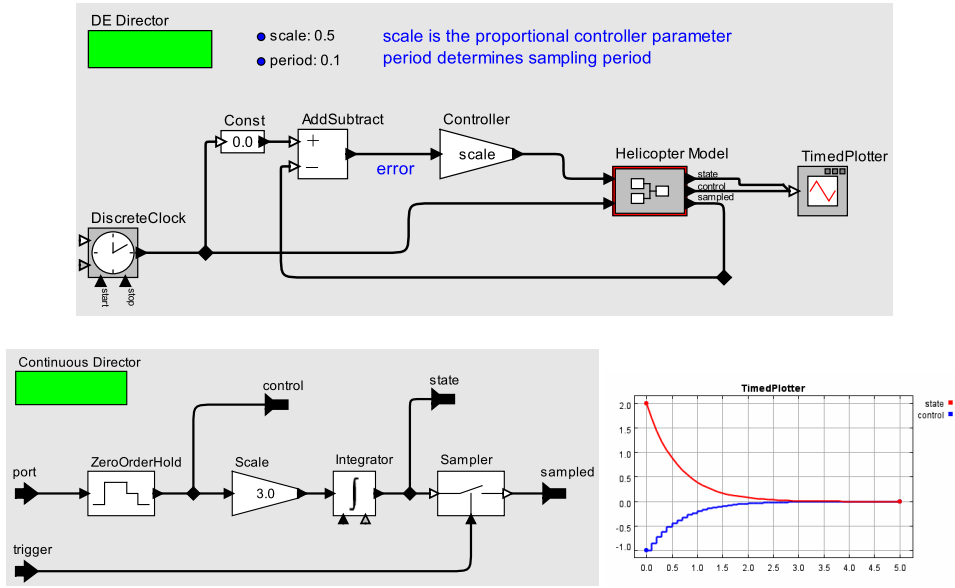 DE Director
scale: 0.5
scale is the proportional controller parameter
period: 0.1
period determines sampling period
Const
0.0
AddSubtract
+
−
error
Controller
scale
Helicopter Model
state
control
sampled
TimedPlotter
DiscreteClock
start
stop
Continuous Director
control
state
port
ZeroOrderHold
Scale
3.0
Integrator
∫
Sampler
sampled
trigger
TimedPlotter
state
control
2.0
1.5
1.0
0.5
0.0
-0.5
-1.0
0.0 0.5 1.0 1.5 2.0 2.5 3.0 3.5 4.0 4.5 5.0